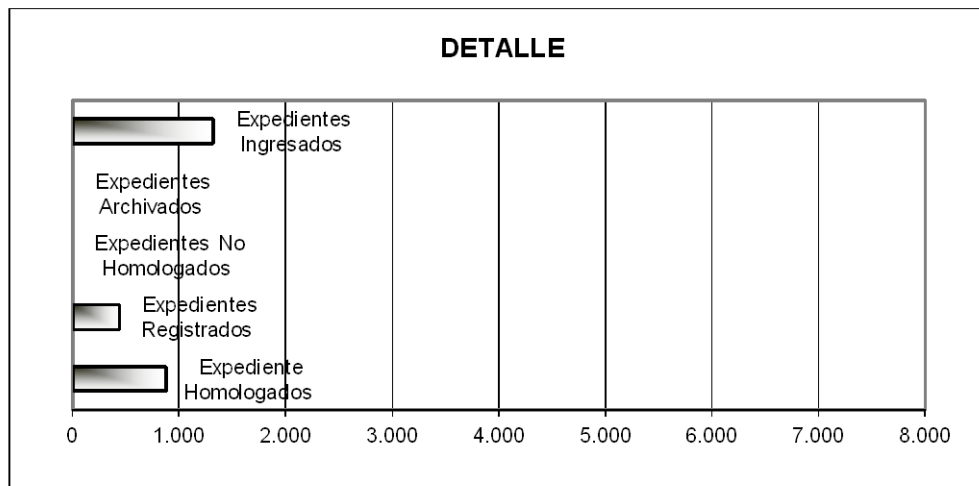 DETALLE
Expedientes
Ingresados
Expedientes
Archivados
Expedientes No
Homologados
Expedientes
Registrados
Expediente
Homologados
0 1.000 2.000 3.000 4.000 5.000 6.000 7.000 8.000